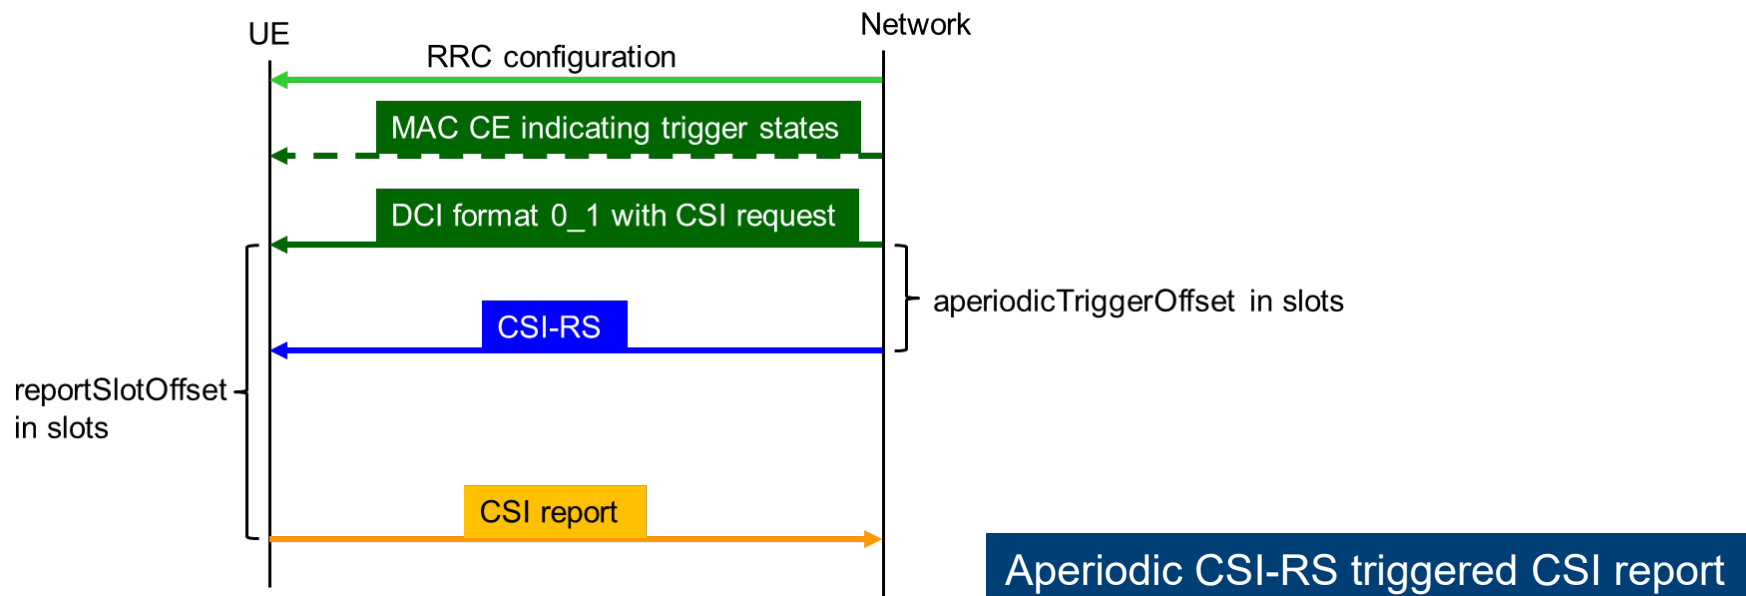 UE
Network
RRC configuration
MAC CE indicating trigger states
DCI format 0_1 with CSI request
aperiodicTriggerOffset in slots
CSI-RS
reportSlotOffset
in slots
CSI report
Aperiodic CSI-RS triggered CSI report